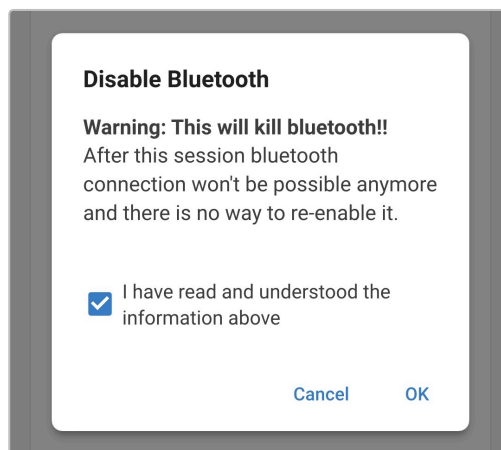 Disable Bluetooth
Warning: This will kill bluetooth!!
After this session bluetooth
connection won't be possible anymore
and there is no way to re-enable it.
I have read and understood the
information above
Cancel OK